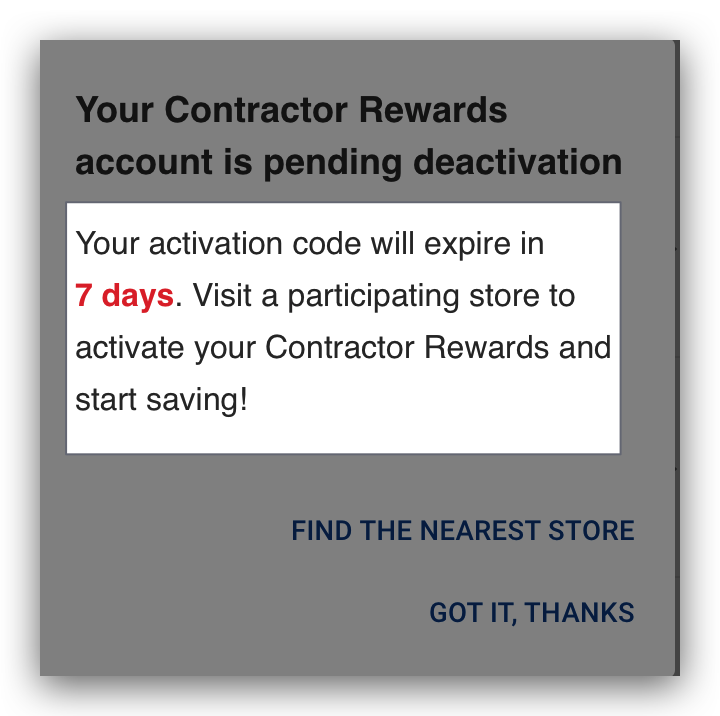 Your Contractor Rewards
account is pending deactivation
Your activation code will expire in
7 days. Visit a participating store to
activate your Contractor Rewards and
start saving!
FIND THE NEAREST STORE
GOT IT, THANKS